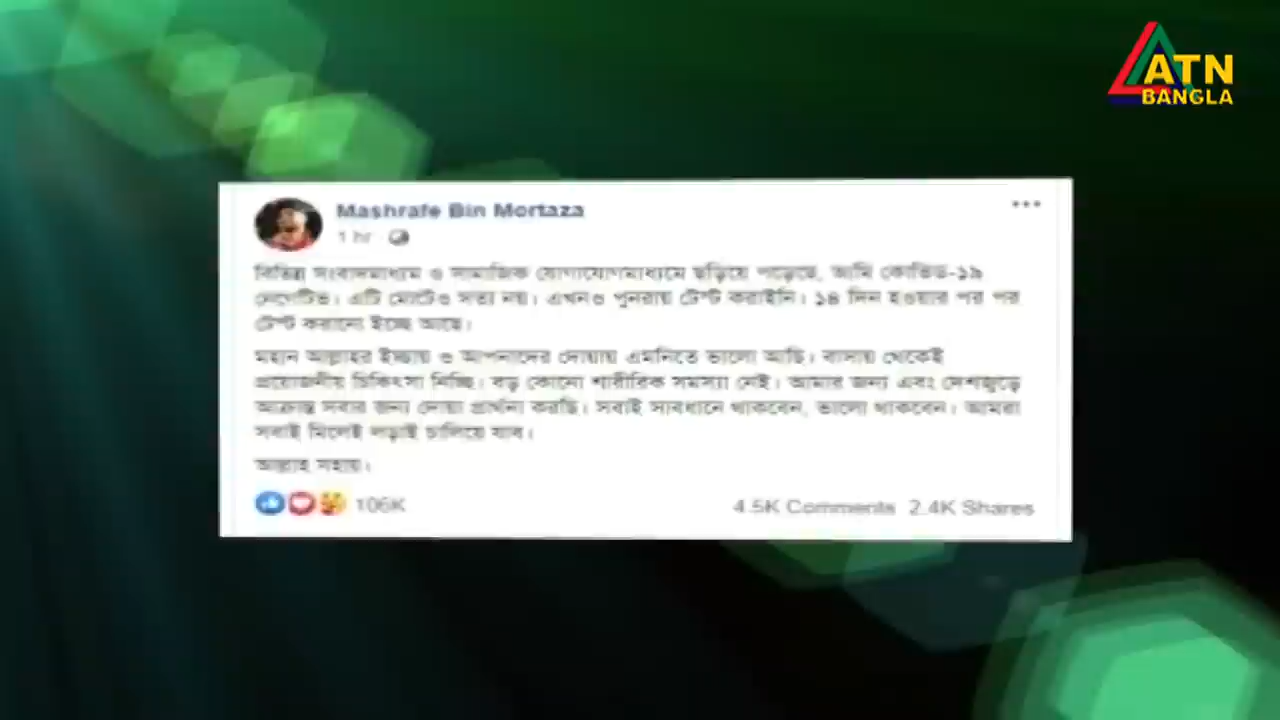 ATN
BANGLA
Mashrafe Bin Mortaza
1 hr
বিভিন্ন সংবাদমাধ্যম ও সামাজিক যোগাযোগমাধ্যমে ছড়িয়ে পড়েছে, আমি কোভিড-১৯
নেগেটিভ। এটি মোটেও সত্য নয়। এখনও পুনরায় টেস্ট করাইনি। ১৪ দিন হওয়ার পর পর
টেস্ট করানো ইচ্ছে আছে।
মহান আল্লাহর ইচ্ছায় ও আপনাদের দোয়ায় এমনিতে ভালো আছি। বাসায় থেকেই
প্রয়োজনীয় চিকিৎসা নিচ্ছি। বড় কোনো শারীরিক সমস্যা নেই। আমার জন্য এবং দেশজুড়ে
আক্রান্ত সবার জন্য দোয়া প্রার্থনা করছি। সবাই সাবধানে থাকবেন, ভালো থাকবেন। আমরা
সবাই মিলেই লড়াই চালিয়ে যাব।
আল্লাহ সহায়।
106K
4.5K Comments 2.4K Shares